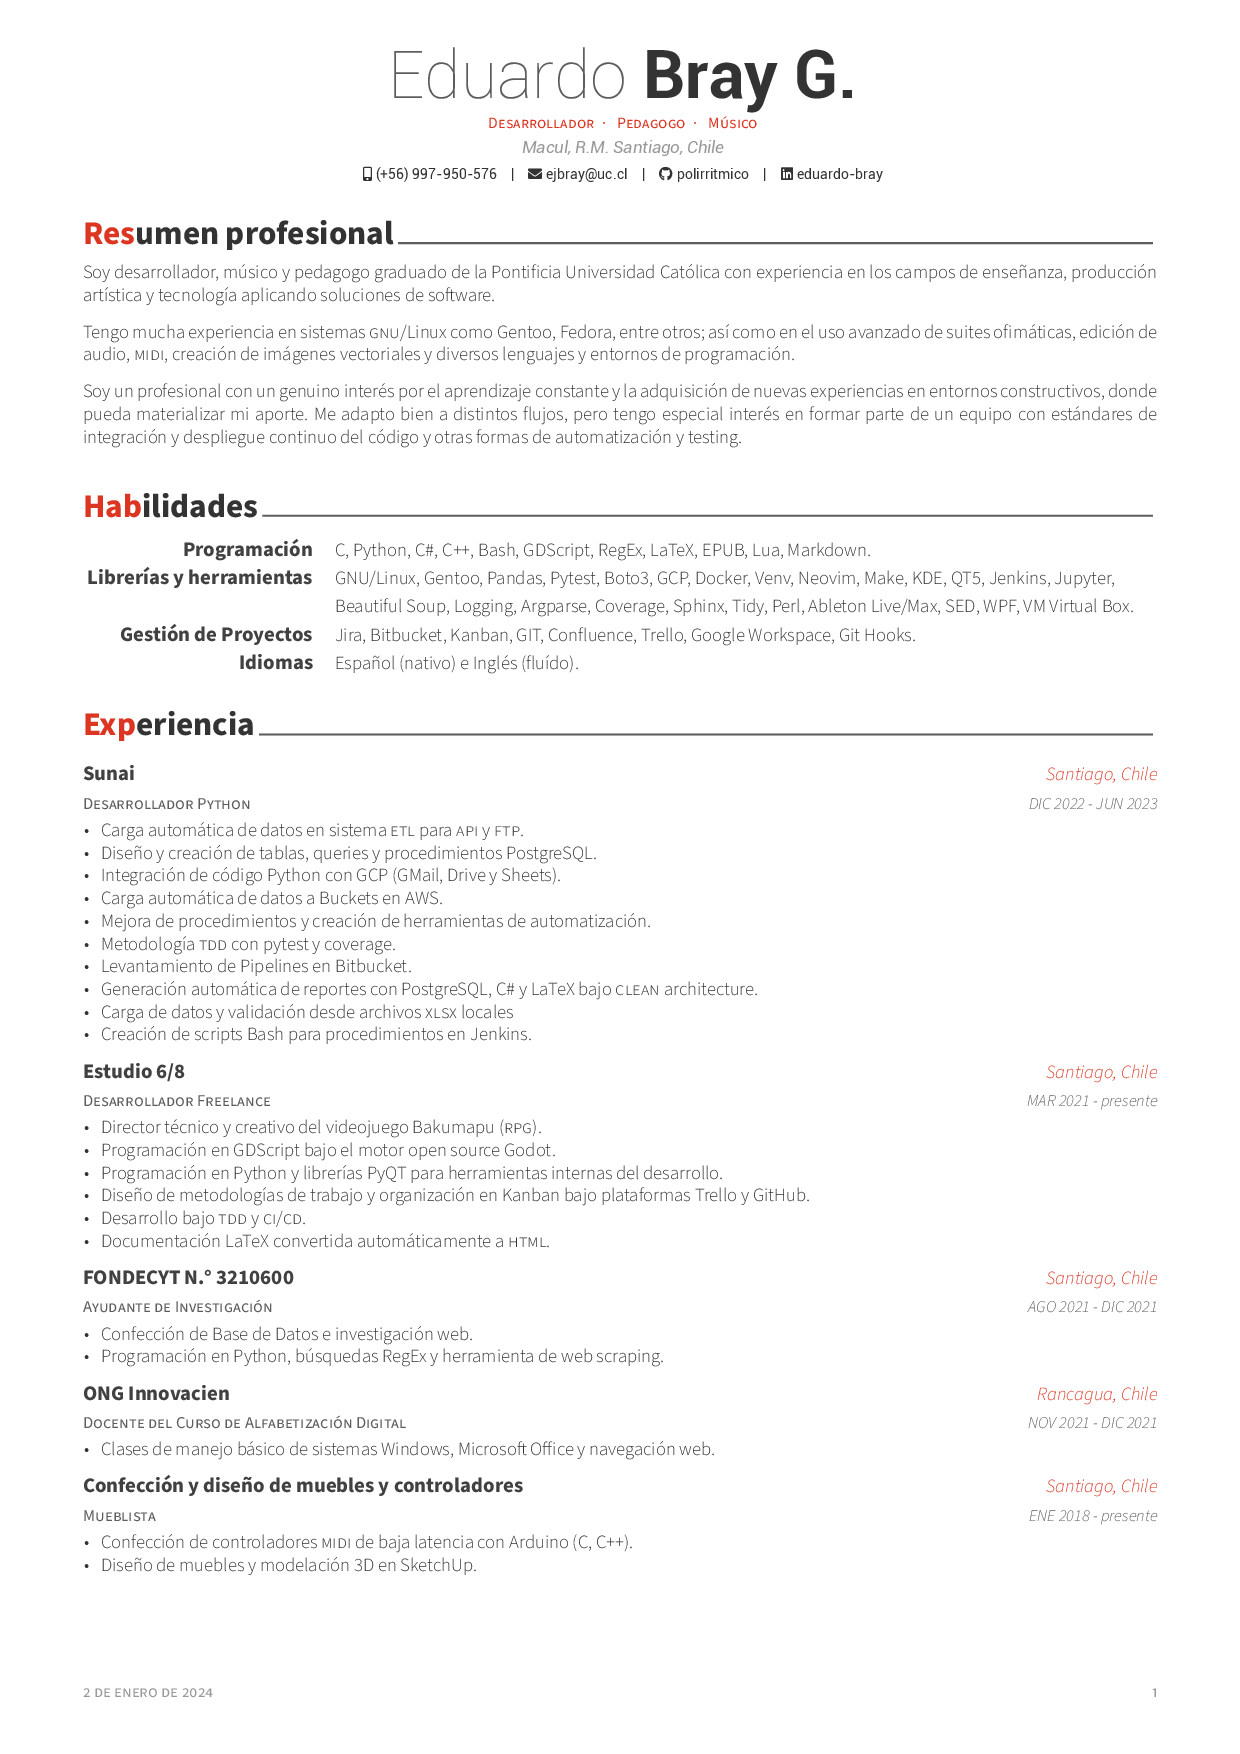 Eduardo Bray G.
Desarrollador · Pedagogo · Músico
Macul, R.M. Santiago, Chile
(+56) 997-950-576 | ejbray@uc.cl | polirritmico | eduardo-bray
Resumen profesional
Soy desarrollador, músico y pedagogo graduado de la Pontificia Universidad Católica con experiencia en los campos de enseñanza, producción
artística y tecnología aplicando soluciones de software.
Tengo mucha experiencia en sistemas GNU/Linux como Gentoo, Fedora, entre otros; así como en el uso avanzado de suites ofimáticas, edición de
audio, MIDI, creación de imágenes vectoriales y diversos lenguajes y entornos de programación.
Soy un profesional con un genuino interés por el aprendizaje constante y la adquisición de nuevas experiencias en entornos constructivos, donde
pueda materializar mi aporte. Me adapto bien a distintos flujos, pero tengo especial interés en formar parte de un equipo con estándares de
integración y despliegue continuo del código y otras formas de automatización y testing.
Habilidades
Programación C, Python, C#, C++, Bash, GDScript, RegEx, LaTeX, EPUB, Lua, Markdown.
Librerías y herramientas GNU/Linux, Gentoo, Pandas, Pytest, Boto3, GCP, Docker, Venv, Neovim, Make, KDE, QT5, Jenkins, Jupyter,
Beautiful Soup, Logging, Argparse, Coverage, Sphinx, Tidy, Perl, Ableton Live/Max, SED, WPF, VM Virtual Box.
Gestión de Proyectos Jira, Bitbucket, Kanban, GIT, Confluence, Trello, Google Workspace, Git Hooks.
Idiomas Español (nativo) e Inglés (fluído).
Experiencia
Sunai Santiago, Chile
Desarrollador Python DIC 2022 - JUN 2023
• Carga automática de datos en sistema ETL para API y FTP.
• Diseño y creación de tablas, queries y procedimientos PostgreSQL.
• Integración de código Python con GCP (GMail, Drive y Sheets).
• Carga automática de datos a Buckets en AWS.
• Mejora de procedimientos y creación de herramientas de automatización.
• Metodología TDD con pytest y coverage.
• Levantamiento de Pipelines en Bitbucket.
• Generación automática de reportes con PostgreSQL, C# y LaTeX bajo CLEAN architecture.
• Carga de datos y validación desde archivos XLSX locales
• Creación de scripts Bash para procedimientos en Jenkins.
Estudio 6/8 Santiago, Chile
Desarrollador Freelance MAR 2021 - presente
• Director técnico y creativo del videojuego Bakumapu (RPG).
• Programación en GDScript bajo el motor open source Godot.
• Programación en Python y librerías PyQT para herramientas internas del desarrollo.
• Diseño de metodologías de trabajo y organización en Kanban bajo plataformas Trello y GitHub.
• Desarrollo bajo TDD y CI/CD.
• Documentación LaTeX convertida automáticamente a HTML.
FONDECYT N.° 3210600 Santiago, Chile
Ayudante de Investigación AGO 2021 - DIC 2021
• Confección de Base de Datos e investigación web.
• Programación en Python, búsquedas RegEx y herramienta de web scraping.
ONG Innovacien Rancagua, Chile
Docente del Curso de Alfabetización Digital NOV 2021 - DIC 2021
• Clases de manejo básico de sistemas Windows, Microsoft Office y navegación web.
Confección y diseño de muebles y controladores Santiago, Chile
Mueblista ENE 2018 - presente
• Confección de controladores MIDI de baja latencia con Arduino (C, C++).
• Diseño de muebles y modelación 3D en SketchUp.
2 DE ENERO DE 2024 1